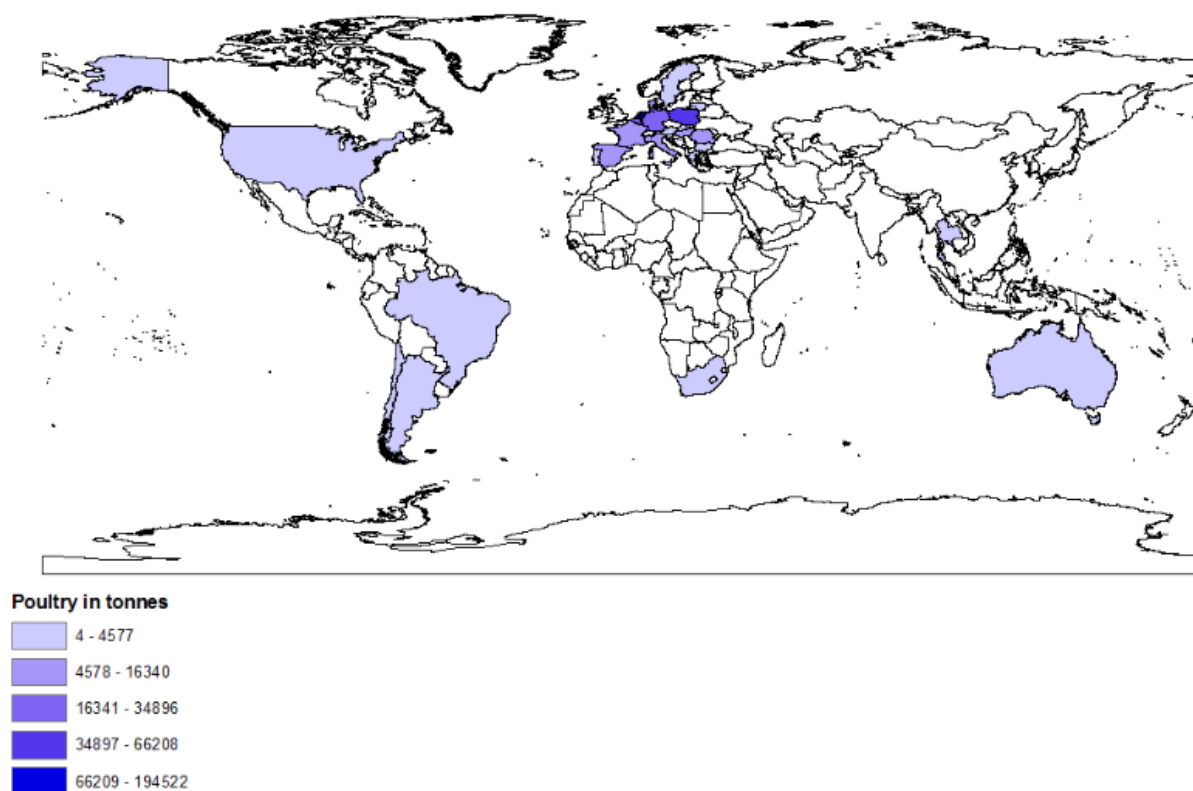 Poultry in tonnes
4 - 4577
4578 - 16340
16341 - 34896
34897 - 66208
66209 - 194522